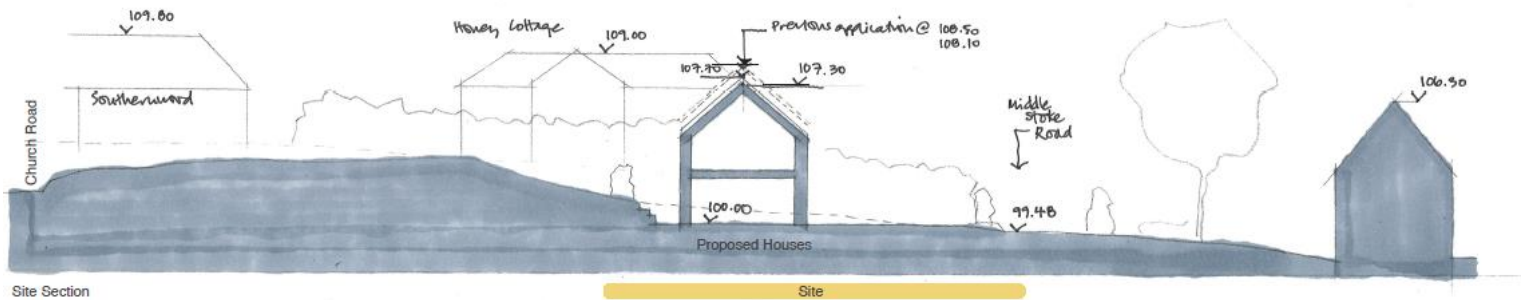 109.80
Honey Cottage
109.00
Previous application @ 108.50
108.10
107.70
107.30
Southernwood
Church Road
Middle
Stoke
Road
106.30
100.00
99.48
Proposed Houses
Site Section
Site